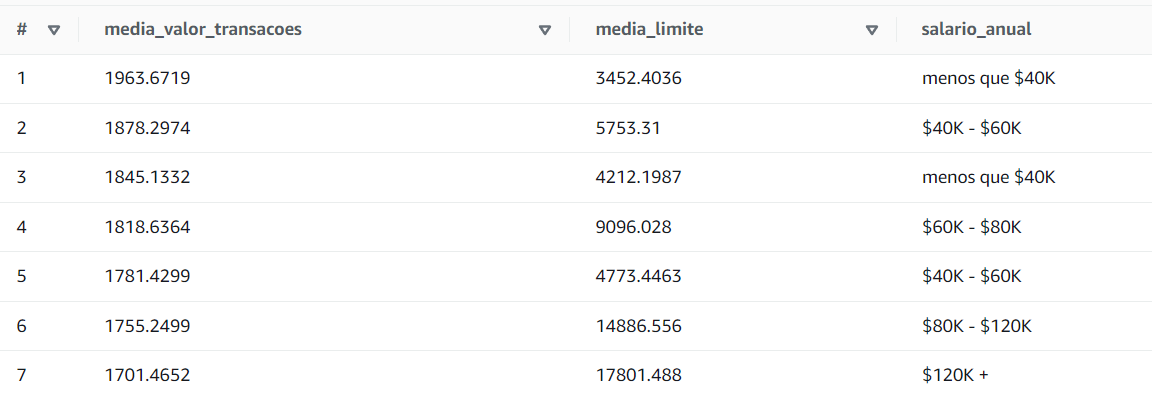 # media_valor_transacoes media_limite salario_anual
1 1963.6719 3452.4036 menos que $40K
2 1878.2974 5753.31 $40K - $60K
3 1845.1332 4212.1987 menos que $40K
4 1818.6364 9096.028 $60K - $80K
5 1781.4299 4773.4463 $40K - $60K
6 1755.2499 14886.556 $80K - $120K
7 1701.4652 17801.488 $120K +